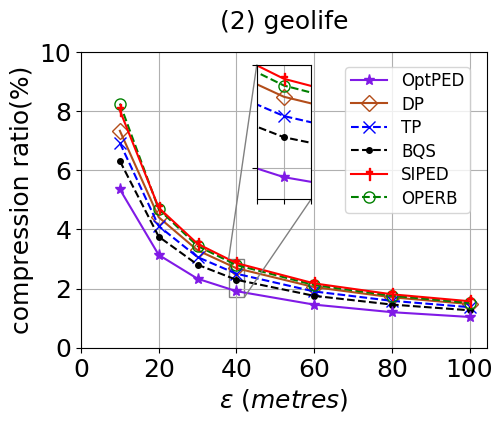 (2) geolife
compression ratio(%)
10
8
6
4
2
0
OptPED
DP
TP
BQS
SIPED
OPERB
0 20 40 60 80 100
ε (metres)